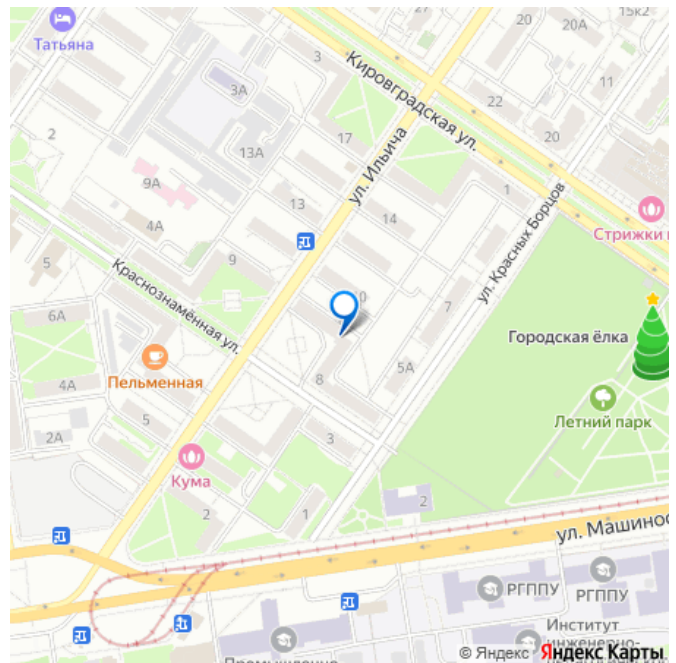 Татьяна
2
3А
3
20
20А
15к2
11
22
20
Кировградская ул.
17
13А
9А
ул. Ильича
1
13
14
4А
Стрижки
ул. Красных Борцов
5
9
Краснознамённая ул.
7
Городская ёлка
6А
Пельменная
8
5А
4А
Летний парк
5
3
2А
Кума
2
1
2
ул. Машинос
РГППУ
РГППУ
Институт
инженерно-
© Яндекс Яндекс Карты